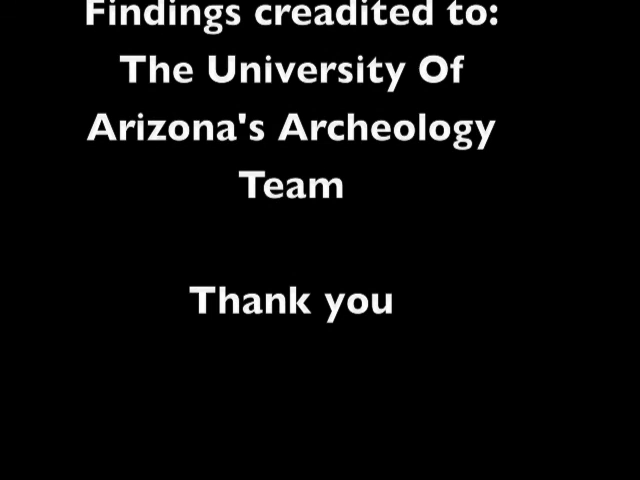 Findings creadited to:
The University Of
Arizona's Archeology
Team
Thank you